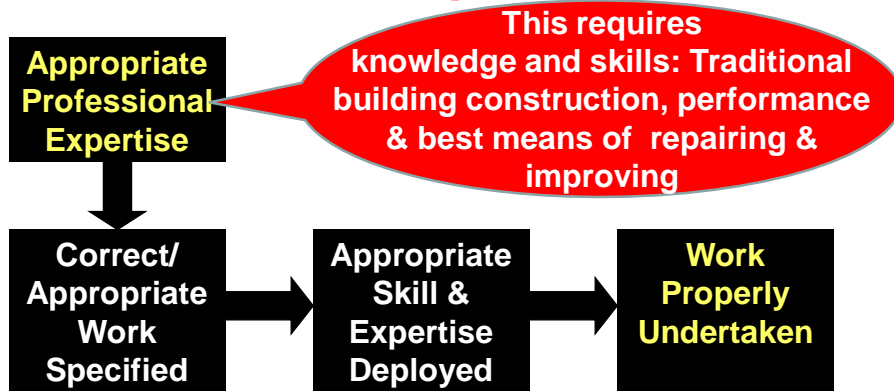 This requires
knowledge and skills: Traditional
building construction, performance
& best means of repairing &
improving
Appropriate
Professional
Expertise
Correct/
Appropriate
Work
Specified
Appropriate
Skill &
Expertise
Deployed
Work
Properly
Undertaken